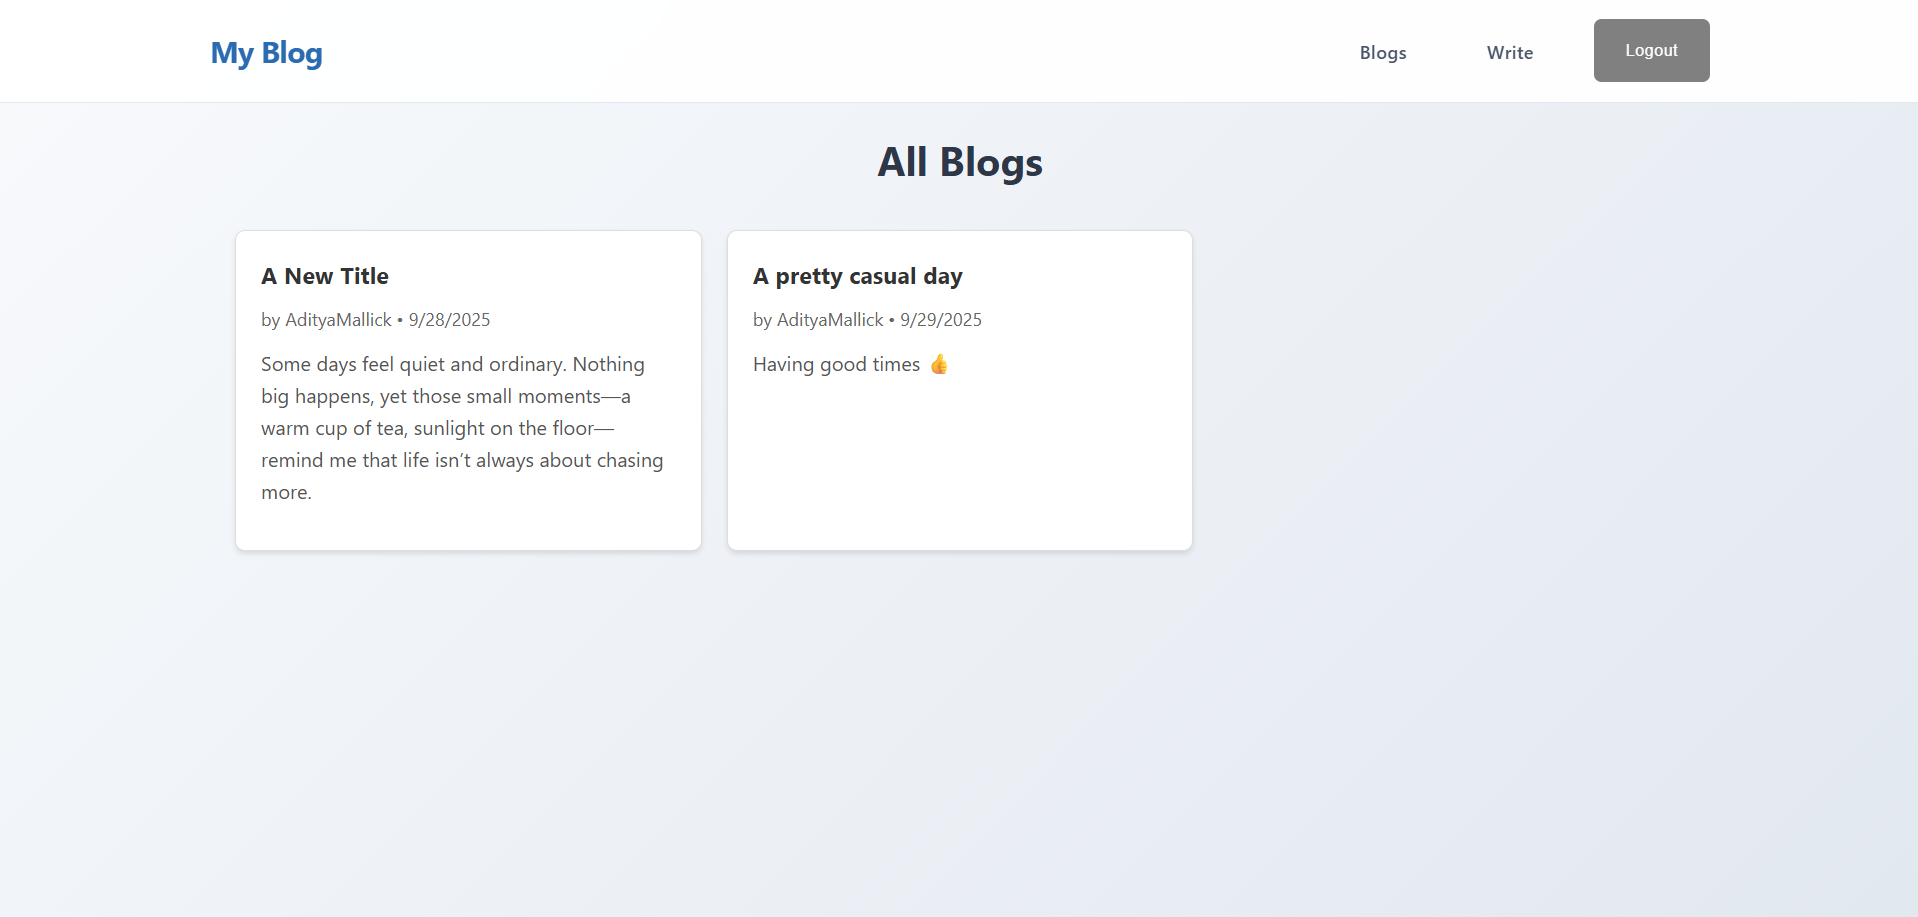 My Blog
Blogs
Write
Logout
All Blogs
A New Title
by AdityaMallick • 9/28/2025
Some days feel quiet and ordinary. Nothing
big happens, yet those small moments—a
warm cup of tea, sunlight on the floor—
remind me that life isn’t always about chasing
more.
A pretty casual day
by AdityaMallick • 9/29/2025
Having good times 👍